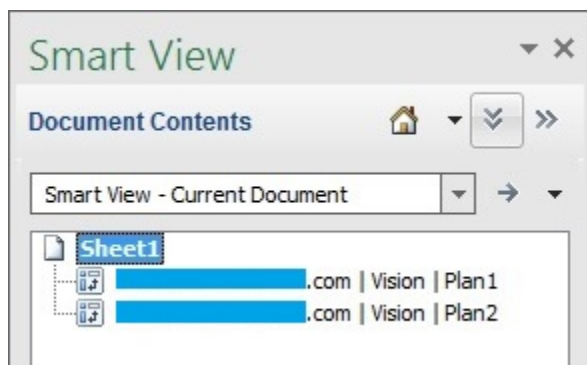 Smart View
Document Contents
Smart View - Current Document
Sheet1
.com | Vision | Plan1
.com | Vision | Plan2